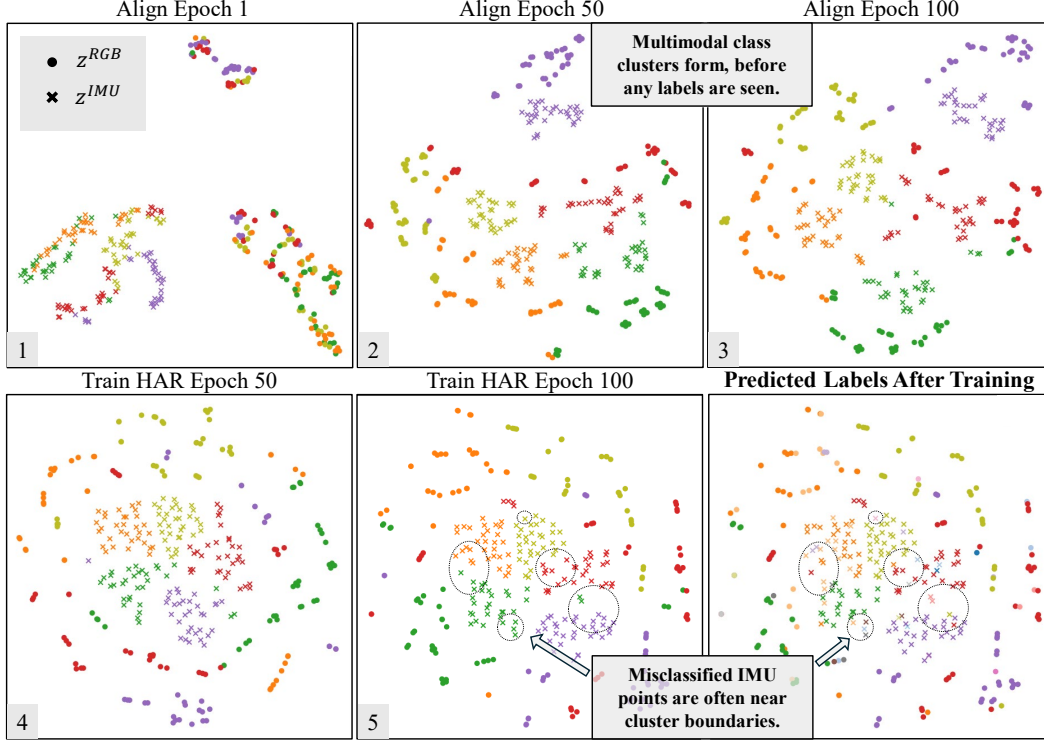 Align Epoch 1
Align Epoch 50
Align Epoch 100
z^RGB
z^IMU
Multimodal class
clusters form, before
any labels are seen.
1
2
3
Train HAR Epoch 50
Train HAR Epoch 100
Predicted Labels After Training
Misclassified IMU
points are often near
cluster boundaries.
4
5